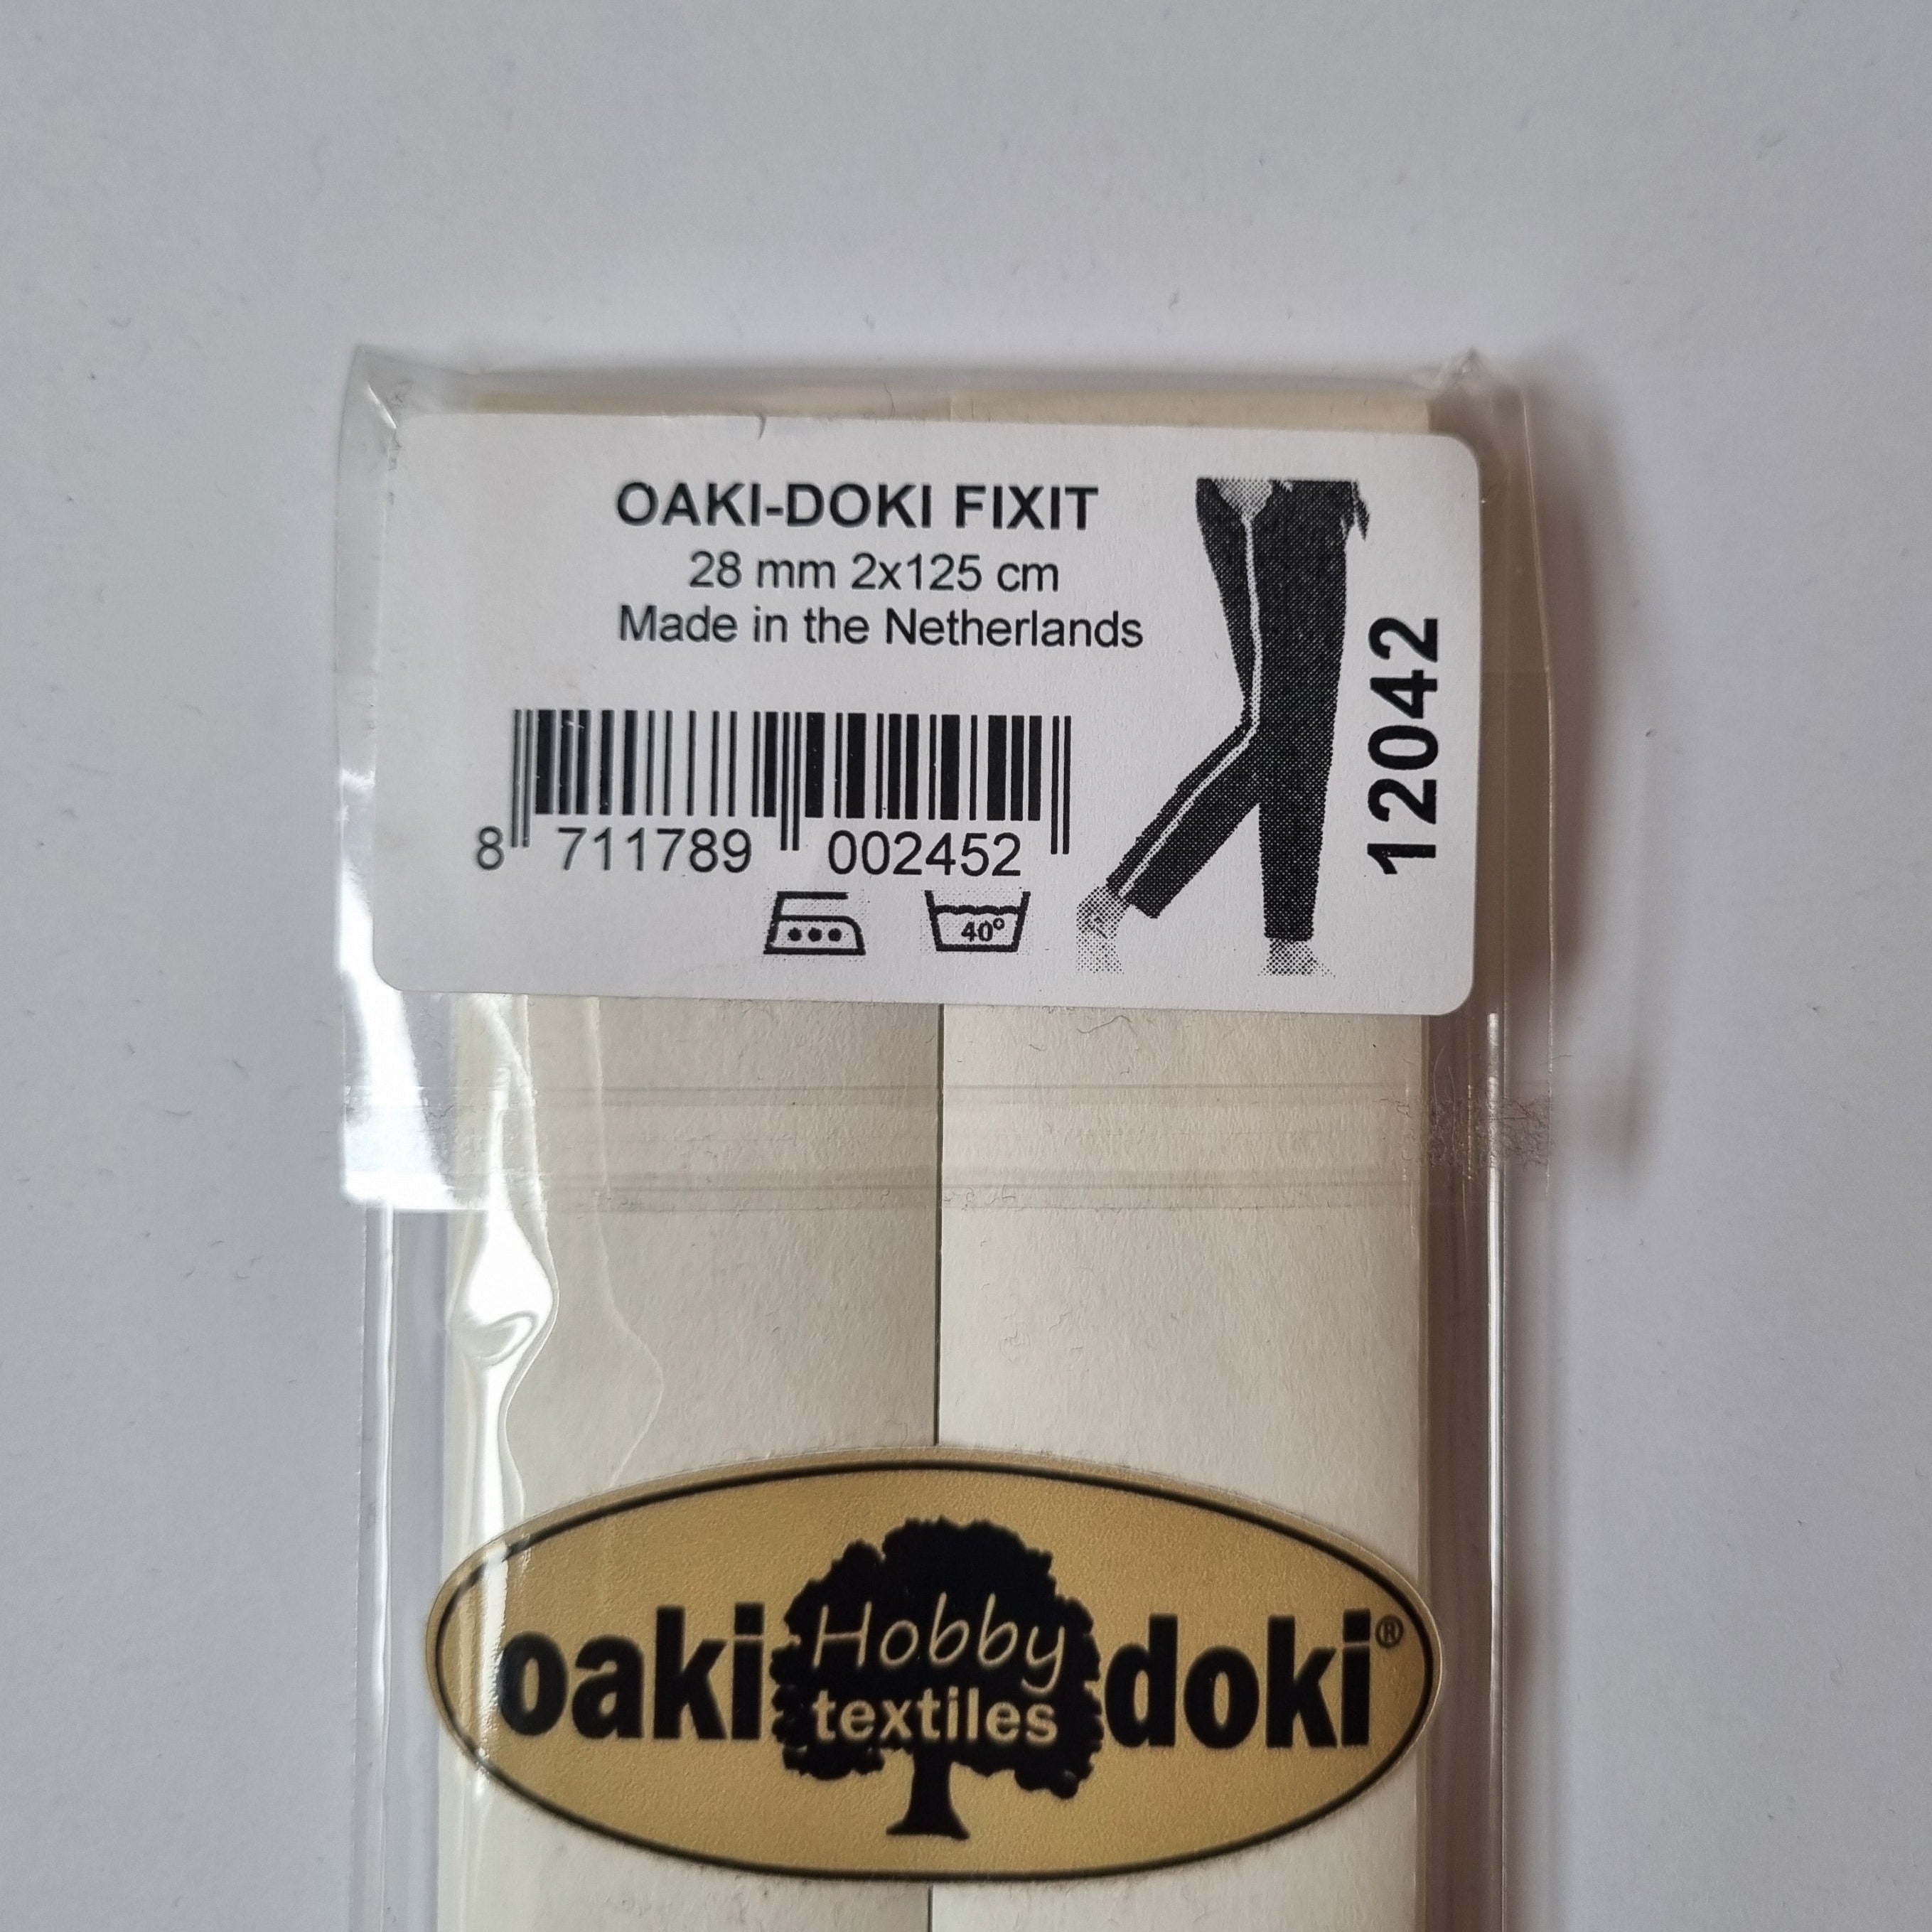 OAKI-DOKI FIXIT
28 mm 2x125 cm
Made in the Netherlands
12042
8 711789 002452
40°
oaki Hobby textiles doki®